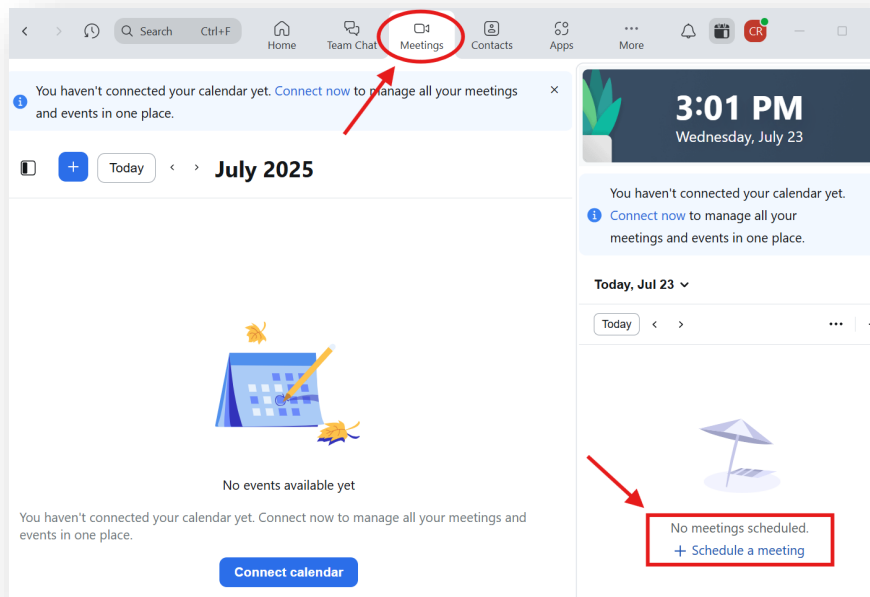 Search Ctrl+F
Home
Team Chat
Meetings
Contacts
Apps
More
CR
You haven't connected your calendar yet. Connect now to manage all your meetings
and events in one place.
Today
July 2025
No events available yet
You haven't connected your calendar yet. Connect now to manage all your meetings and
events in one place.
Connect calendar
3:01 PM
Wednesday, July 23
You haven't connected your calendar yet.
Connect now to manage all your
meetings and events in one place.
Today, Jul 23
Today
No meetings scheduled.
+ Schedule a meeting